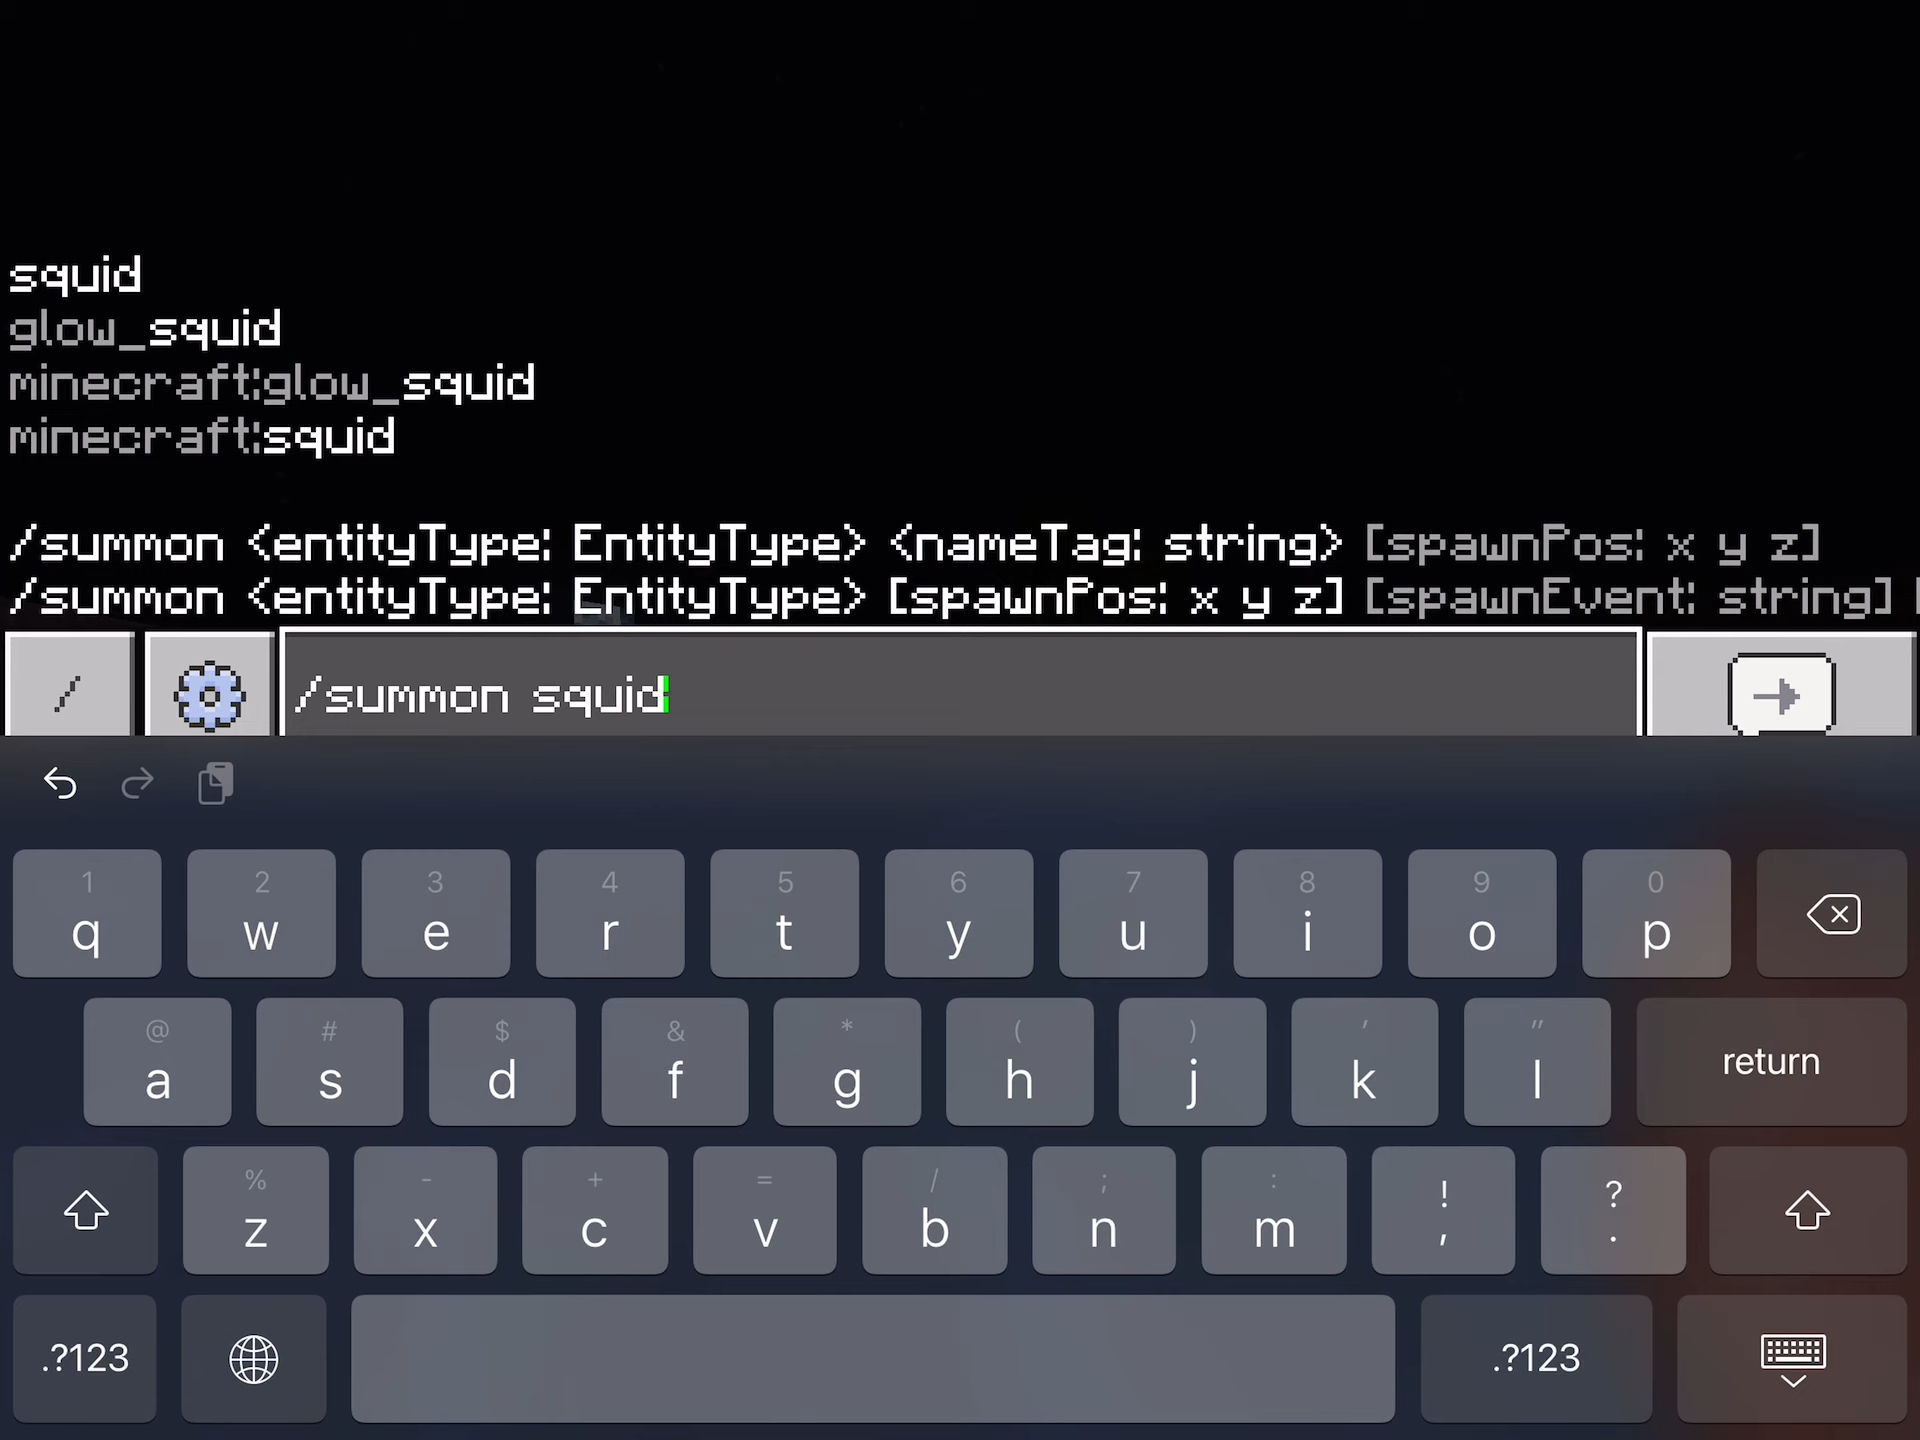 squid
glow_squid
minecraft:glow_squid
minecraft:squid
/summon <entityType: EntityType> <nameTag: string> [spawnPos: x y z]
/summon <entityType: EntityType> [spawnPos: x y z] [spawnEvent: string] [
/
/summon squid
1 2 3 4 5 6 7 8 9 0
q w e r t y u i o p
@ # $ & * ( ) ' "
a s d f g h j k l return
% - + = / ; : ! ?
z x c v b n m , .
.?123 .?123